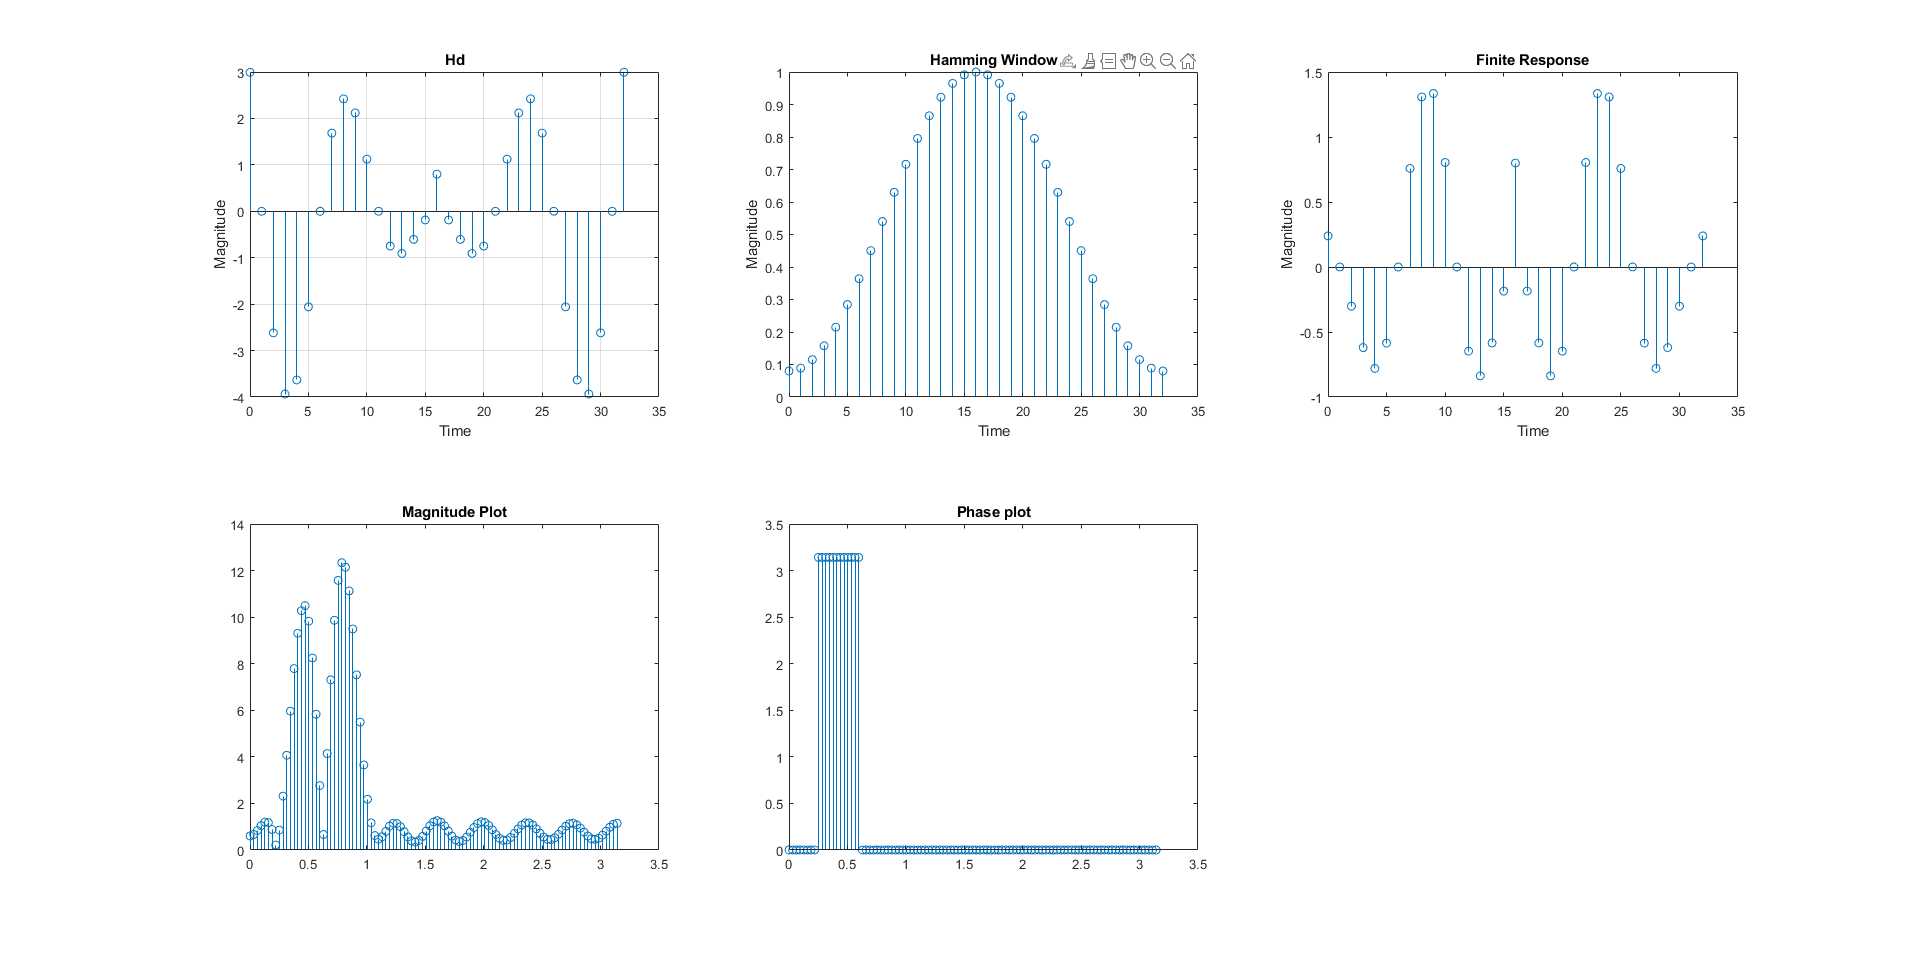 Hd
3
2
1
0
-1
-2
-3
-4
Magnitude
0 5 10 15 20 25 30 35
Time
Hamming Window
1
0.9
0.8
0.7
0.6
0.5
0.4
0.3
0.2
0.1
0
Magnitude
0 5 10 15 20 25 30 35
Time
Finite Response
1.5
1
0.5
0
-0.5
-1
Magnitude
0 5 10 15 20 25 30 35
Time
Magnitude Plot
14
12
10
8
6
4
2
0
0 0.5 1 1.5 2 2.5 3 3.5
Phase plot
3.5
3
2.5
2
1.5
1
0.5
0
0 0.5 1 1.5 2 2.5 3 3.5